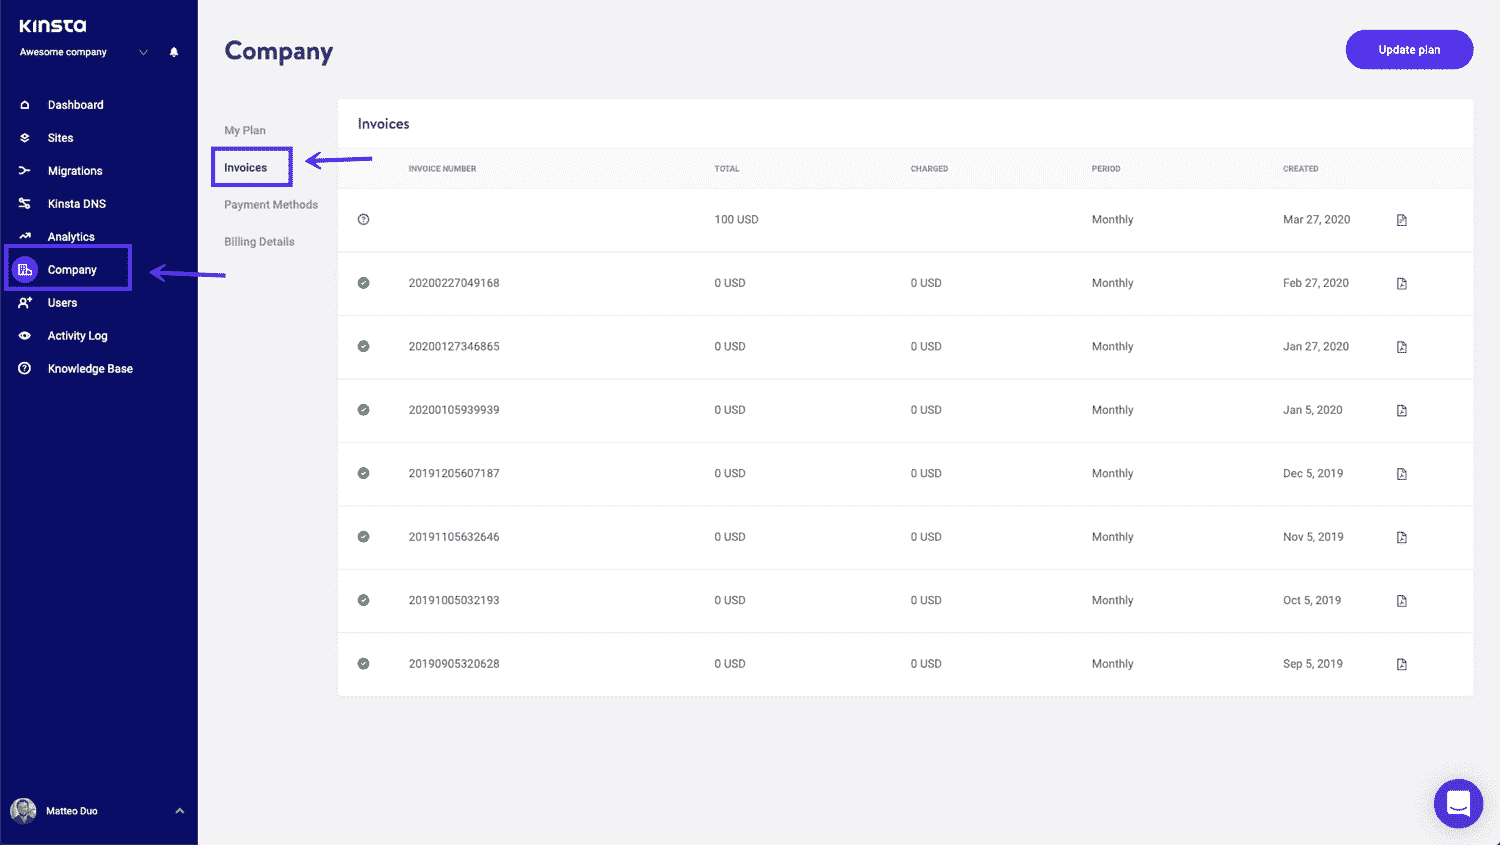 KINSTA
Awesome company
Dashboard
Sites
Migrations
Kinsta DNS
Analytics
Company
Users
Activity Log
Knowledge Base
Matteo Duo
Company
Update plan
My Plan
Invoices
Payment Methods
Billing Details
Invoices
INVOICE NUMBER TOTAL CHARGED PERIOD CREATED
100 USD Monthly Mar 27, 2020
20200227049168 0 USD 0 USD Monthly Feb 27, 2020
20200127346865 0 USD 0 USD Monthly Jan 27, 2020
20200105939939 0 USD 0 USD Monthly Jan 5, 2020
20191205607187 0 USD 0 USD Monthly Dec 5, 2019
20191105632646 0 USD 0 USD Monthly Nov 5, 2019
20191005032193 0 USD 0 USD Monthly Oct 5, 2019
20190905320628 0 USD 0 USD Monthly Sep 5, 2019